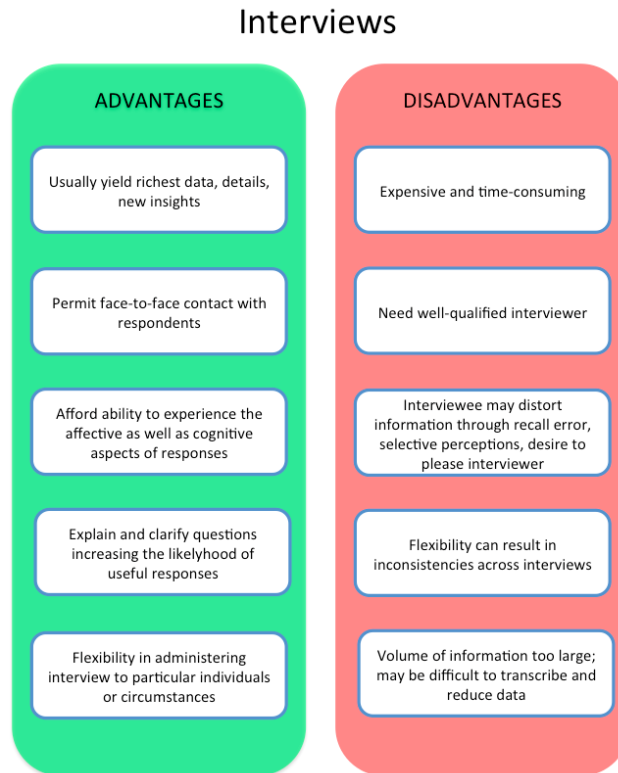 Interviews
ADVANTAGES
Usually yield richest data, details,
new insights
Permit face-to-face contact with
respondents
Afford ability to experience the
affective as well as cognitive
aspects of responses
Explain and clarify questions
increasing the likelyhood of
useful responses
Flexibility in administering
interview to particular individuals
or circumstances
DISADVANTAGES
Expensive and time-consuming
Need well-qualified interviewer
Interviewee may distort
information through recall error,
selective perceptions, desire to
please interviewer
Flexibility can result in
inconsistencies across interviews
Volume of information too large;
may be difficult to transcribe and
reduce data